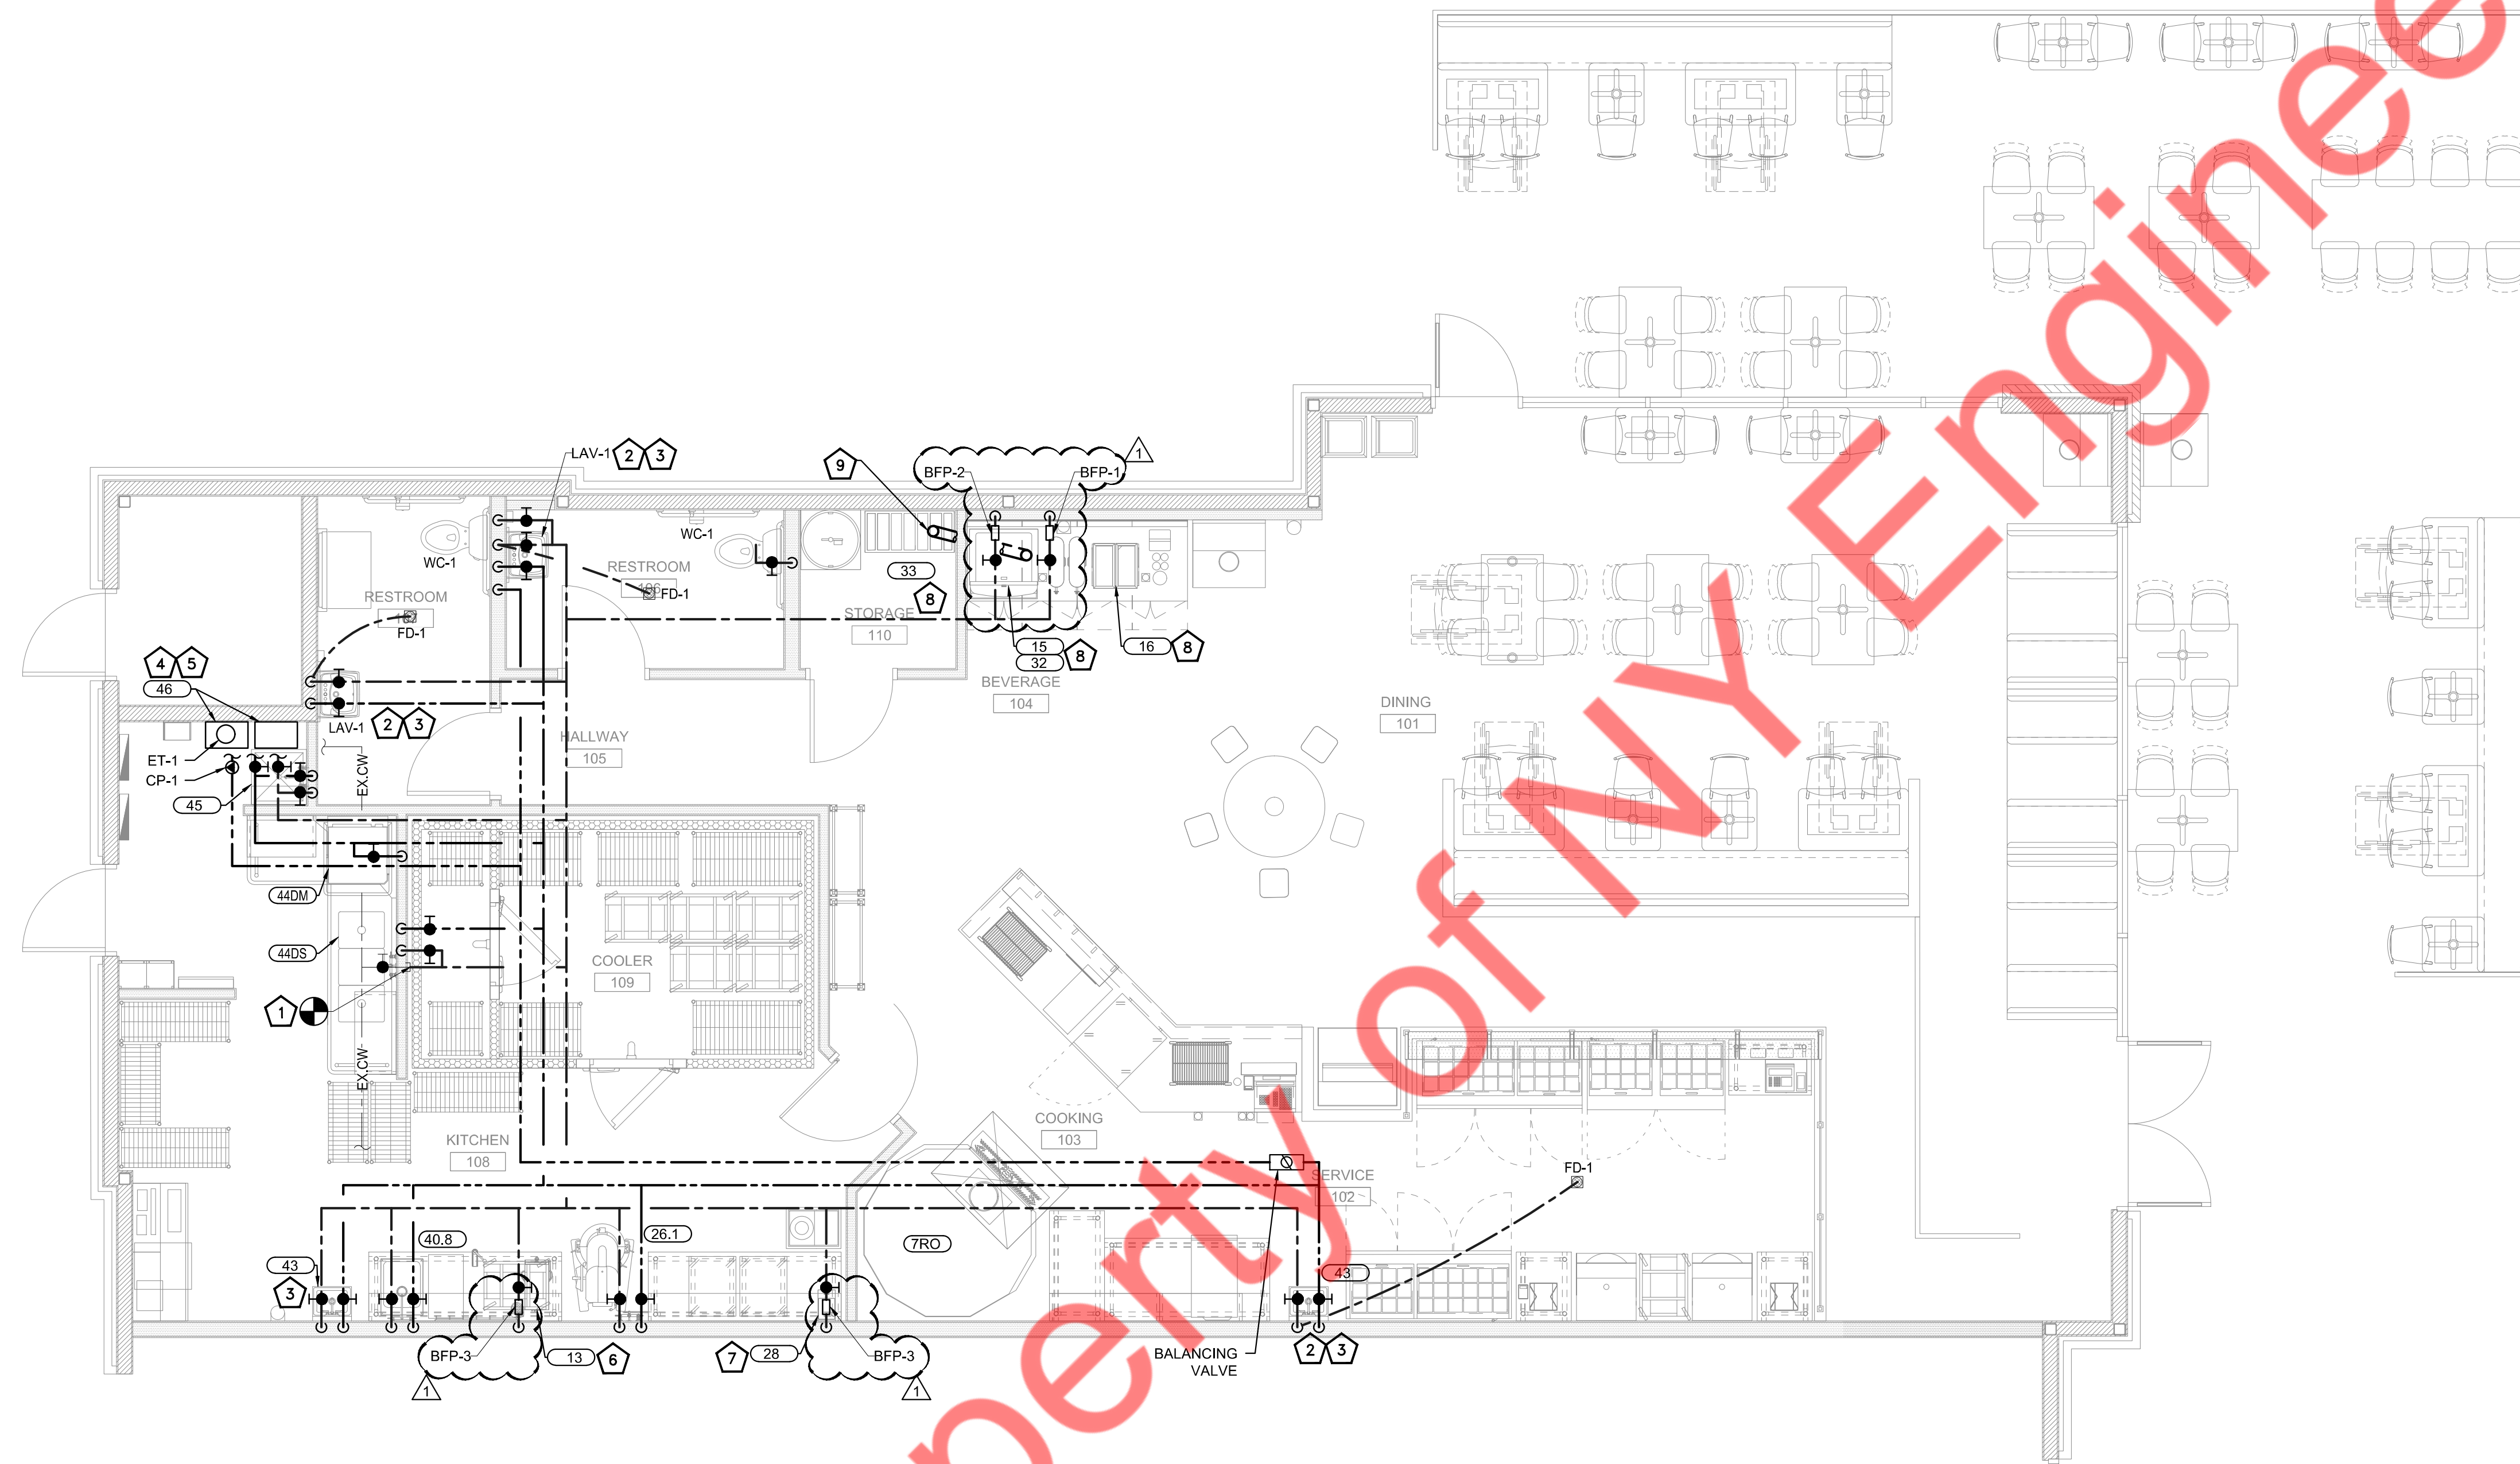 LAV-1 2 3
9
BFP-2
BFP-1
1
WC-1
WC-1
RESTROOM
106
FD-1
33
8
STORAGE
110
RESTROOM
FD-1
15
32
8
16
8
BEVERAGE
104
4 5
46
LAV-1
2 3
HALLWAY
105
DINING
101
ET-1
CP-1
45
EX.CW
44DM
44DS
COOLER
109
1
EX.CW
KITCHEN
108
COOKING
103
SERVICE
102
FD-1
40.8
26.1
7RO
43
3
43
BFP-3
13
6
7
28
BFP-3
BALANCING
VALVE
2 3
1
1
Property of NY Enginee